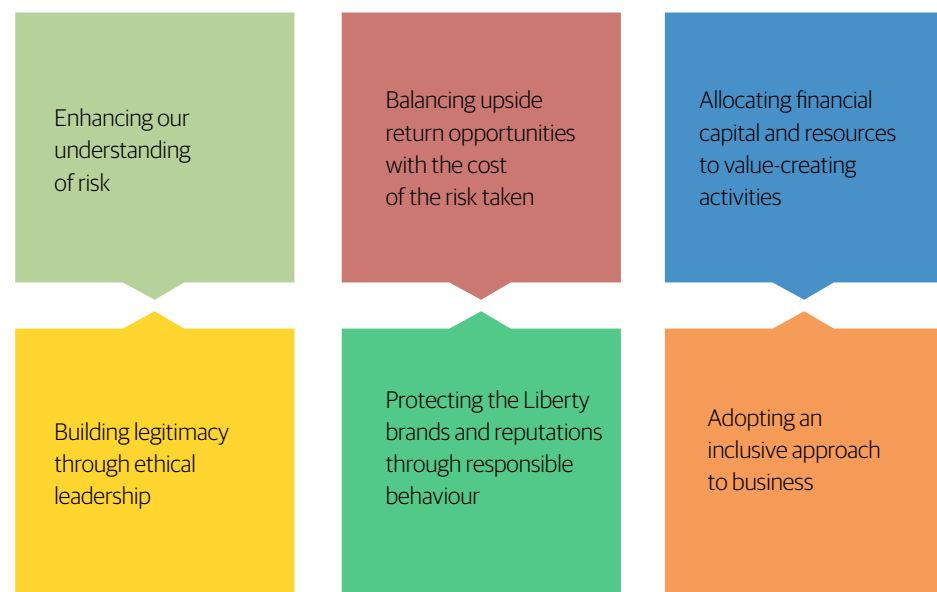 Enhancing our
understanding
of risk
Balancing upside
return opportunities
with the cost
of the risk taken
Allocating financial
capital and resources
to value-creating
activities
Building legitimacy
through ethical
leadership
Protecting the Liberty
brands and reputations
through responsible
behaviour
Adopting an
inclusive approach
to business